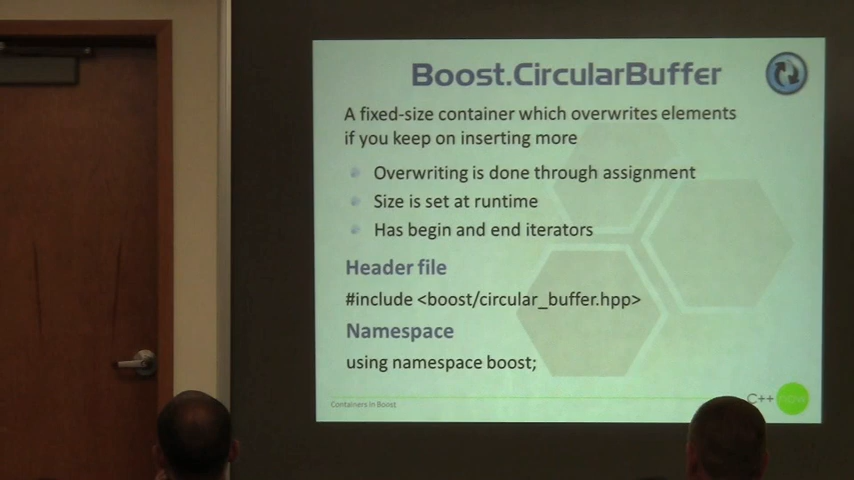 Boost.CircularBuffer
A fixed-size container which overwrites elements
if you keep on inserting more
Overwriting is done through assignment
Size is set at runtime
Has begin and end iterators
Header file
#include <boost/circular_buffer.hpp>
Namespace
using namespace boost;
Containers in Boost
C++ now